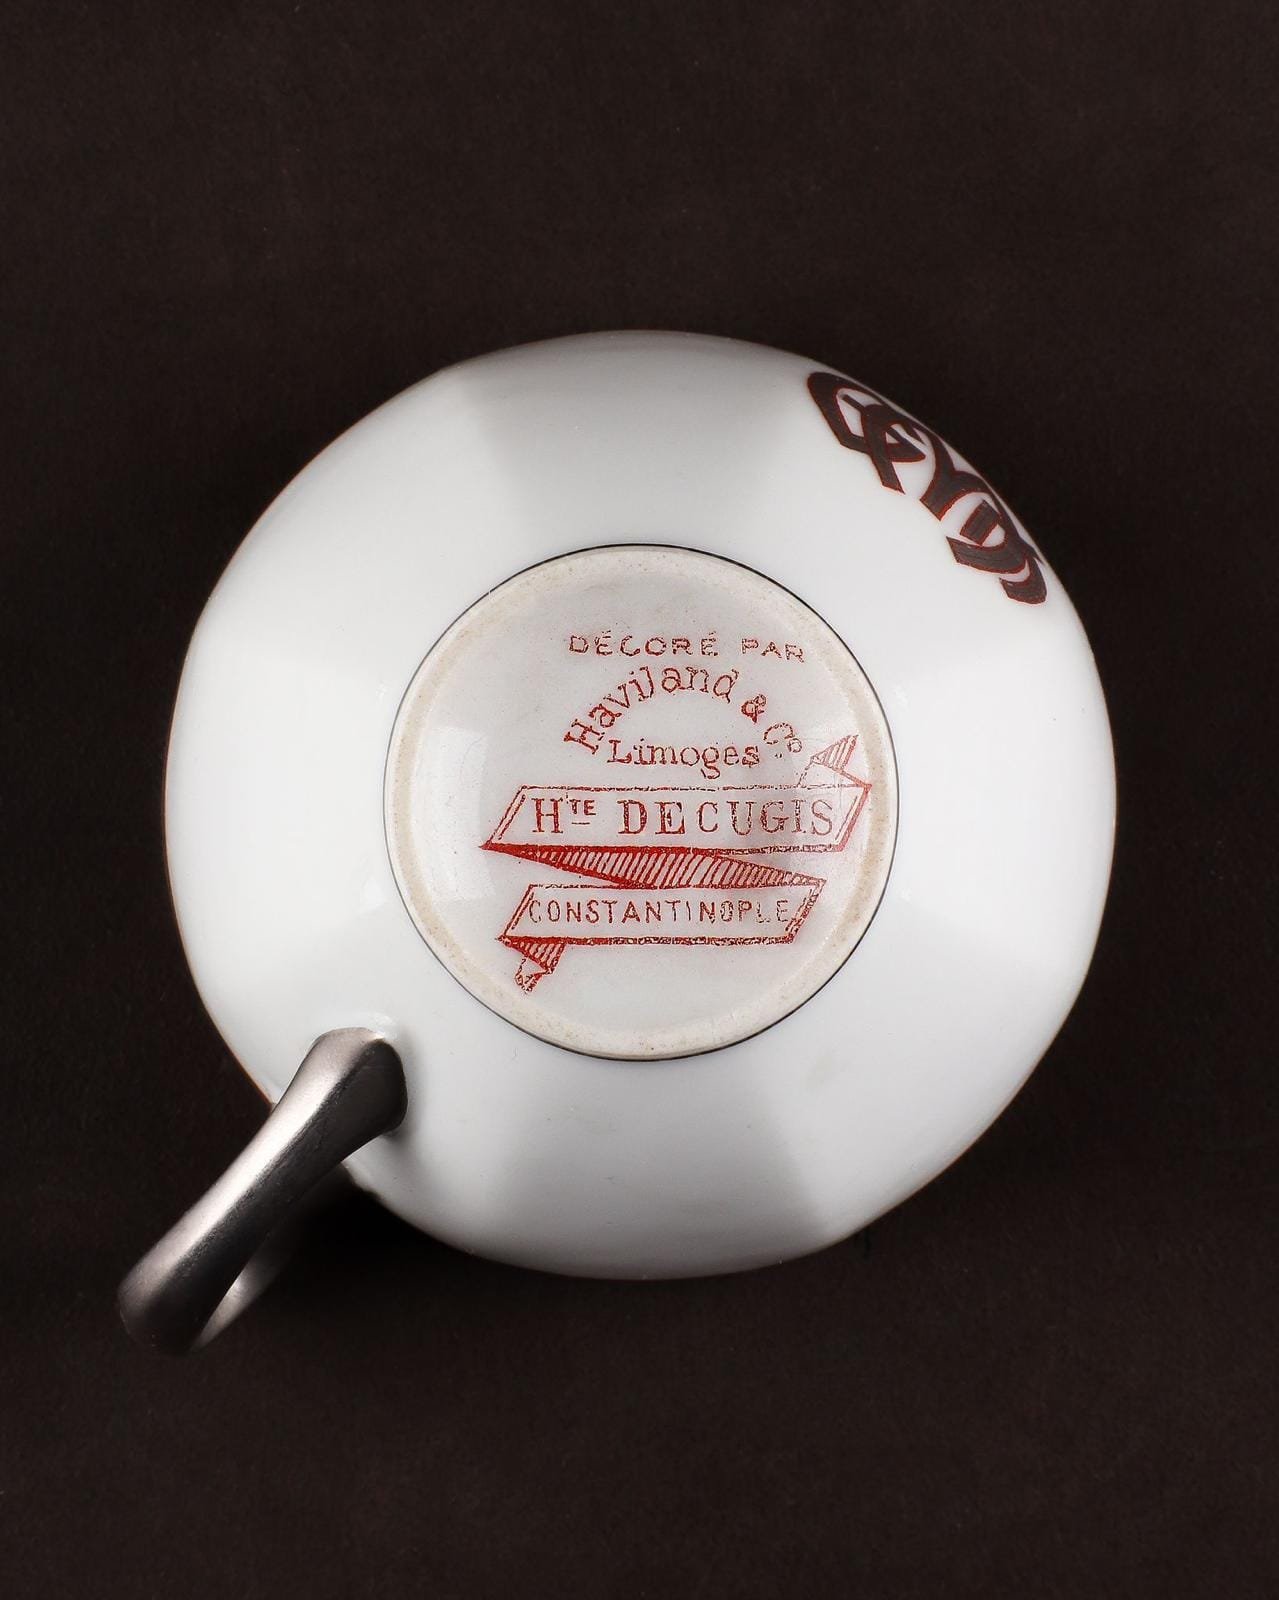 DÉCORÉ PAR
Haviland & Co
Limoges
HTE DECUGIS
CONSTANTINOPLE